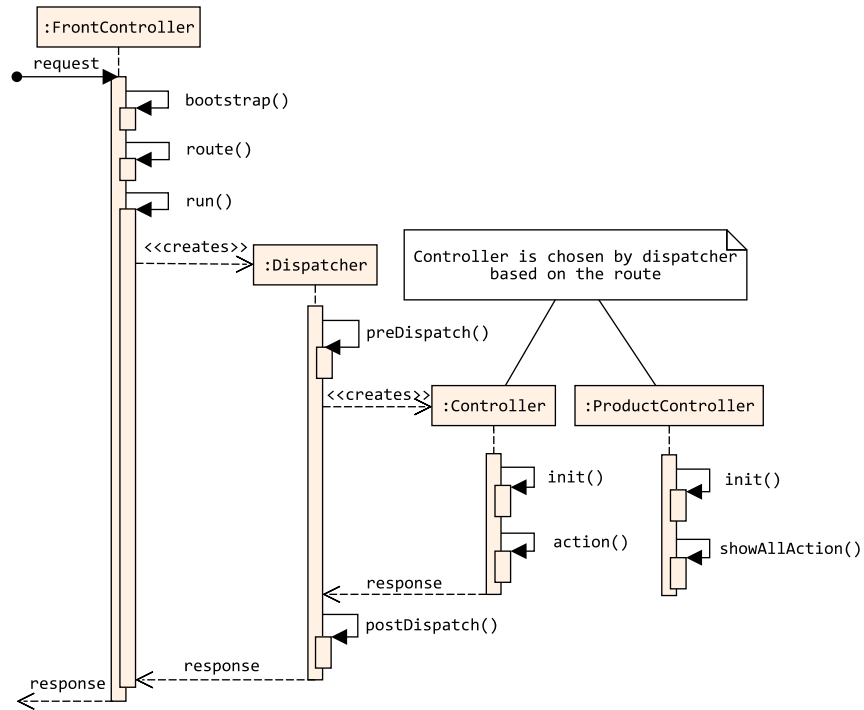 :FrontController
request
bootstrap()
route()
run()
<<creates>>
:Dispatcher
Controller is chosen by dispatcher
based on the route
preDispatch()
<<creates>>
:Controller
:ProductController
init()
init()
action()
showAllAction()
response
postDispatch()
response
response